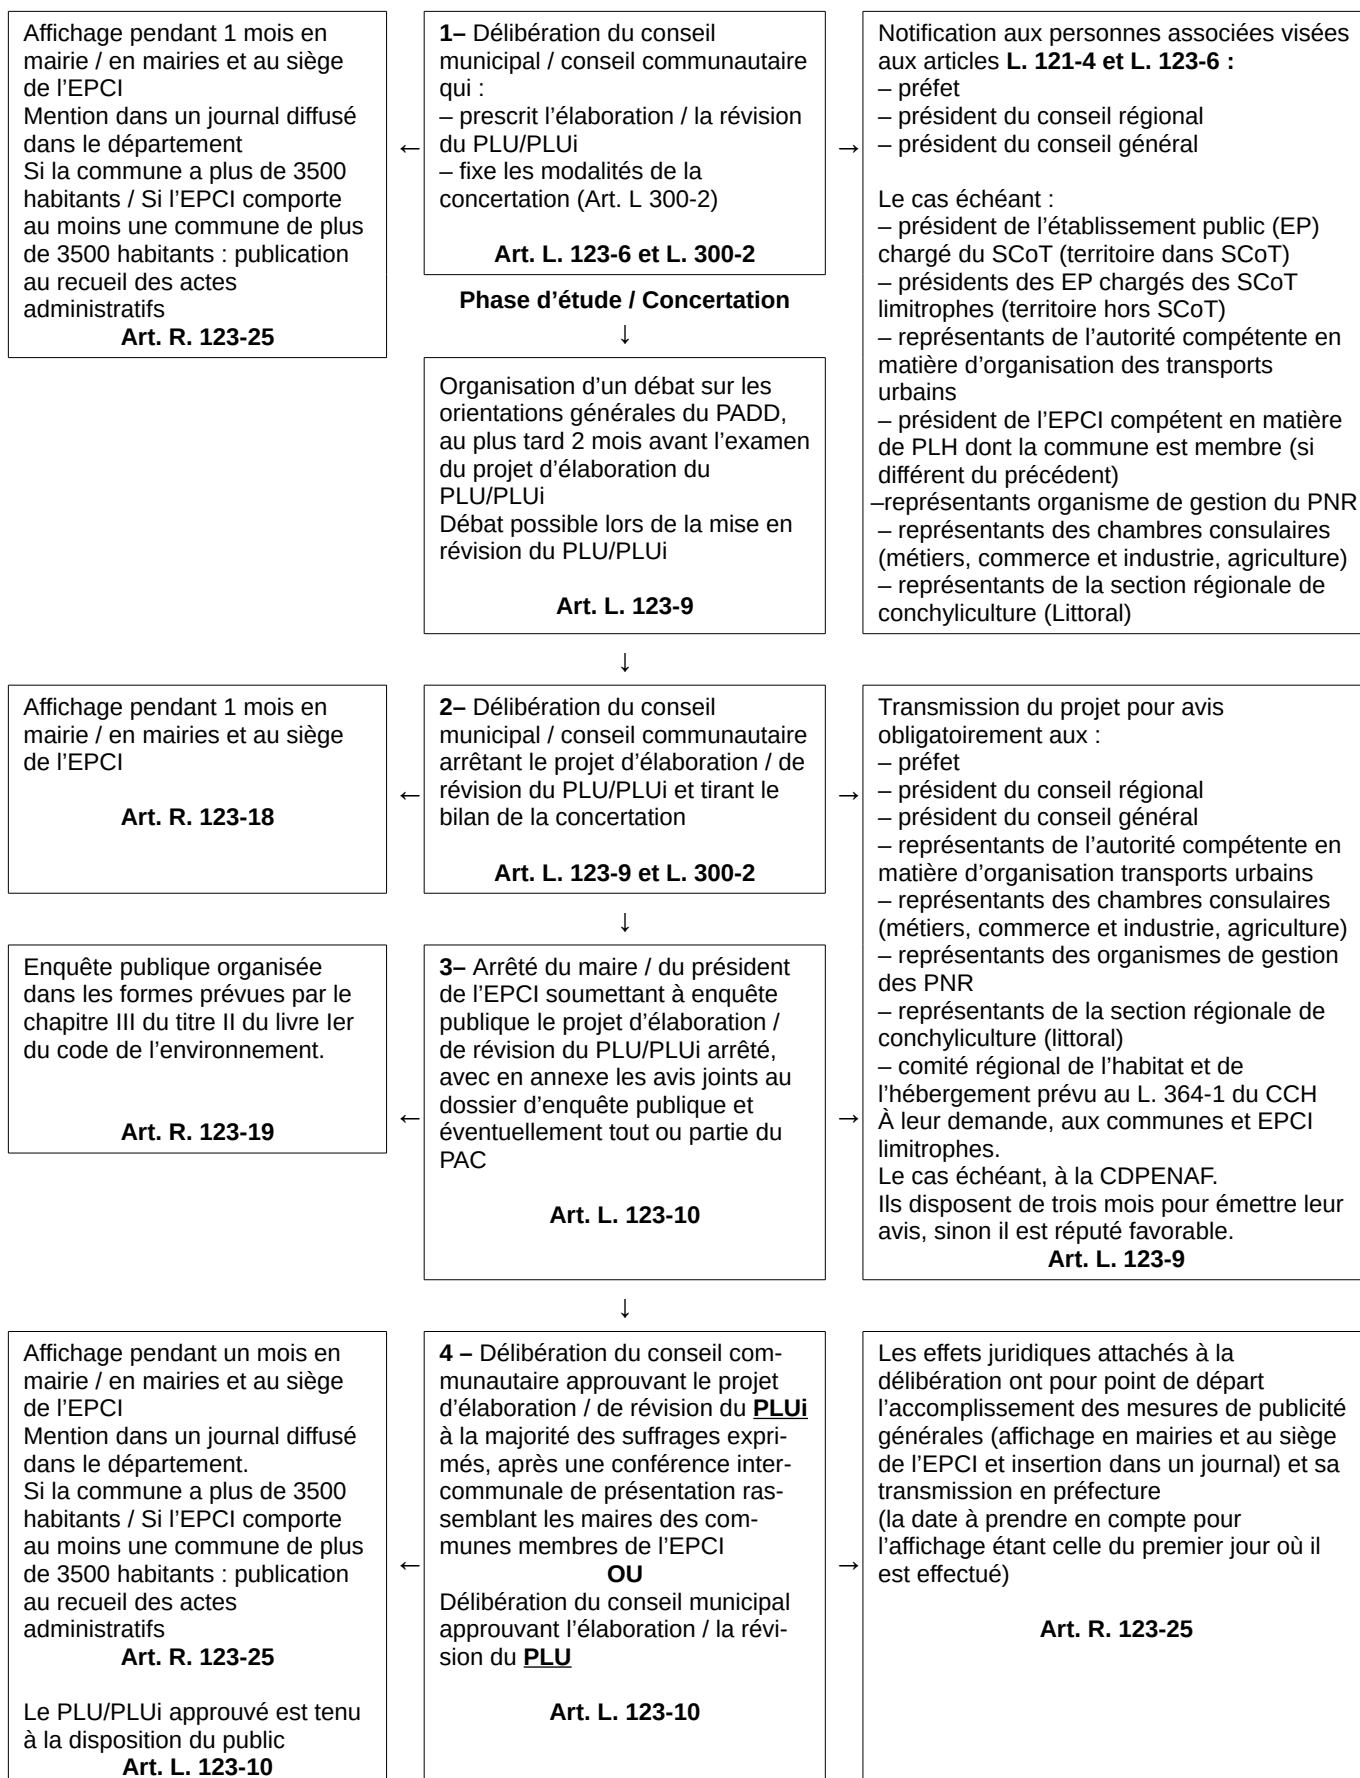 Affichage pendant 1 mois en
mairie / en mairies et au siège
de l’EPCI
Mention dans un journal diffusé
dans le département
Si la commune a plus de 3500
habitants / Si l’EPCI comporte
au moins une commune de plus
de 3500 habitants : publication
au recueil des actes
administratifs
Art. R. 123-25
←
1– Délibération du conseil
municipal / conseil communautaire
qui :
– prescrit l’élaboration / la révision
du PLU/PLUi
– fixe les modalités de la
concertation (Art. L 300-2)
Art. L. 123-6 et L. 300-2
→
Notification aux personnes associées visées
aux articles L. 121-4 et L. 123-6 :
– préfet
– président du conseil régional
– président du conseil général
Le cas échéant :
– président de l’établissement public (EP)
chargé du SCoT (territoire dans SCoT)
– présidents des EP chargés des SCoT
limitrophes (territoire hors SCoT)
– représentants de l’autorité compétente en
matière d’organisation des transports
urbains
– président de l’EPCI compétent en matière
de PLH dont la commune est membre (si
différent du précédent)
–représentants organisme de gestion du PNR
– représentants des chambres consulaires
(métiers, commerce et industrie, agriculture)
– représentants de la section régionale de
conchyliculture (Littoral)
Phase d’étude / Concertation
↓
Organisation d’un débat sur les
orientations générales du PADD,
au plus tard 2 mois avant l’examen
du projet d’élaboration du
PLU/PLUi
Débat possible lors de la mise en
révision du PLU/PLUi
Art. L. 123-9
↓
Affichage pendant 1 mois en
mairie / en mairies et au siège
de l’EPCI
Art. R. 123-18
←
2– Délibération du conseil
municipal / conseil communautaire
arrêtant le projet d’élaboration / de
révision du PLU/PLUi et tirant le
bilan de la concertation
Art. L. 123-9 et L. 300-2
→
Transmission du projet pour avis
obligatoirement aux :
– préfet
– président du conseil régional
– président du conseil général
– représentants de l’autorité compétente en
matière d’organisation transports urbains
– représentants des chambres consulaires
(métiers, commerce et industrie, agriculture)
– représentants des organismes de gestion
des PNR
– représentants de la section régionale de
conchyliculture (littoral)
– comité régional de l’habitat et de
l’hébergement prévu au L. 364-1 du CCH
À leur demande, aux communes et EPCI
limitrophes.
Le cas échéant, à la CDPENAF.
Ils disposent de trois mois pour émettre leur
avis, sinon il est réputé favorable.
Art. L. 123-9
↓
Enquête publique organisée
dans les formes prévues par le
chapitre III du titre II du livre Ier
du code de l’environnement.
Art. R. 123-19
←
3– Arrêté du maire / du président
de l’EPCI soumettant à enquête
publique le projet d’élaboration /
de révision du PLU/PLUi arrêté,
avec en annexe les avis joints au
dossier d’enquête publique et
éventuellement tout ou partie du
PAC
Art. L. 123-10
→
↓
Affichage pendant un mois en
mairie / en mairies et au siège
de l’EPCI
Mention dans un journal diffusé
dans le département.
Si la commune a plus de 3500
habitants / Si l’EPCI comporte
au moins une commune de plus
de 3500 habitants : publication
au recueil des actes
administratifs
Art. R. 123-25
Le PLU/PLUi approuvé est tenu
à la disposition du public
Art. L. 123-10
←
4 – Délibération du conseil com-
munautaire approuvant le projet
d’élaboration / de révision du PLUi
à la majorité des suffrages expri-
més, après une conférence inter-
communale de présentation ras-
semblant les maires des com-
munes membres de l’EPCI
OU
Délibération du conseil municipal
approuvant l’élaboration / la révi-
sion du PLU
Art. L. 123-10
→
Les effets juridiques attachés à la
délibération ont pour point de départ
l’accomplissement des mesures de publicité
générales (affichage en mairies et au siège
de l’EPCI et insertion dans un journal) et sa
transmission en préfecture
(la date à prendre en compte pour
l’affichage étant celle du premier jour où il
est effectué)
Art. R. 123-25